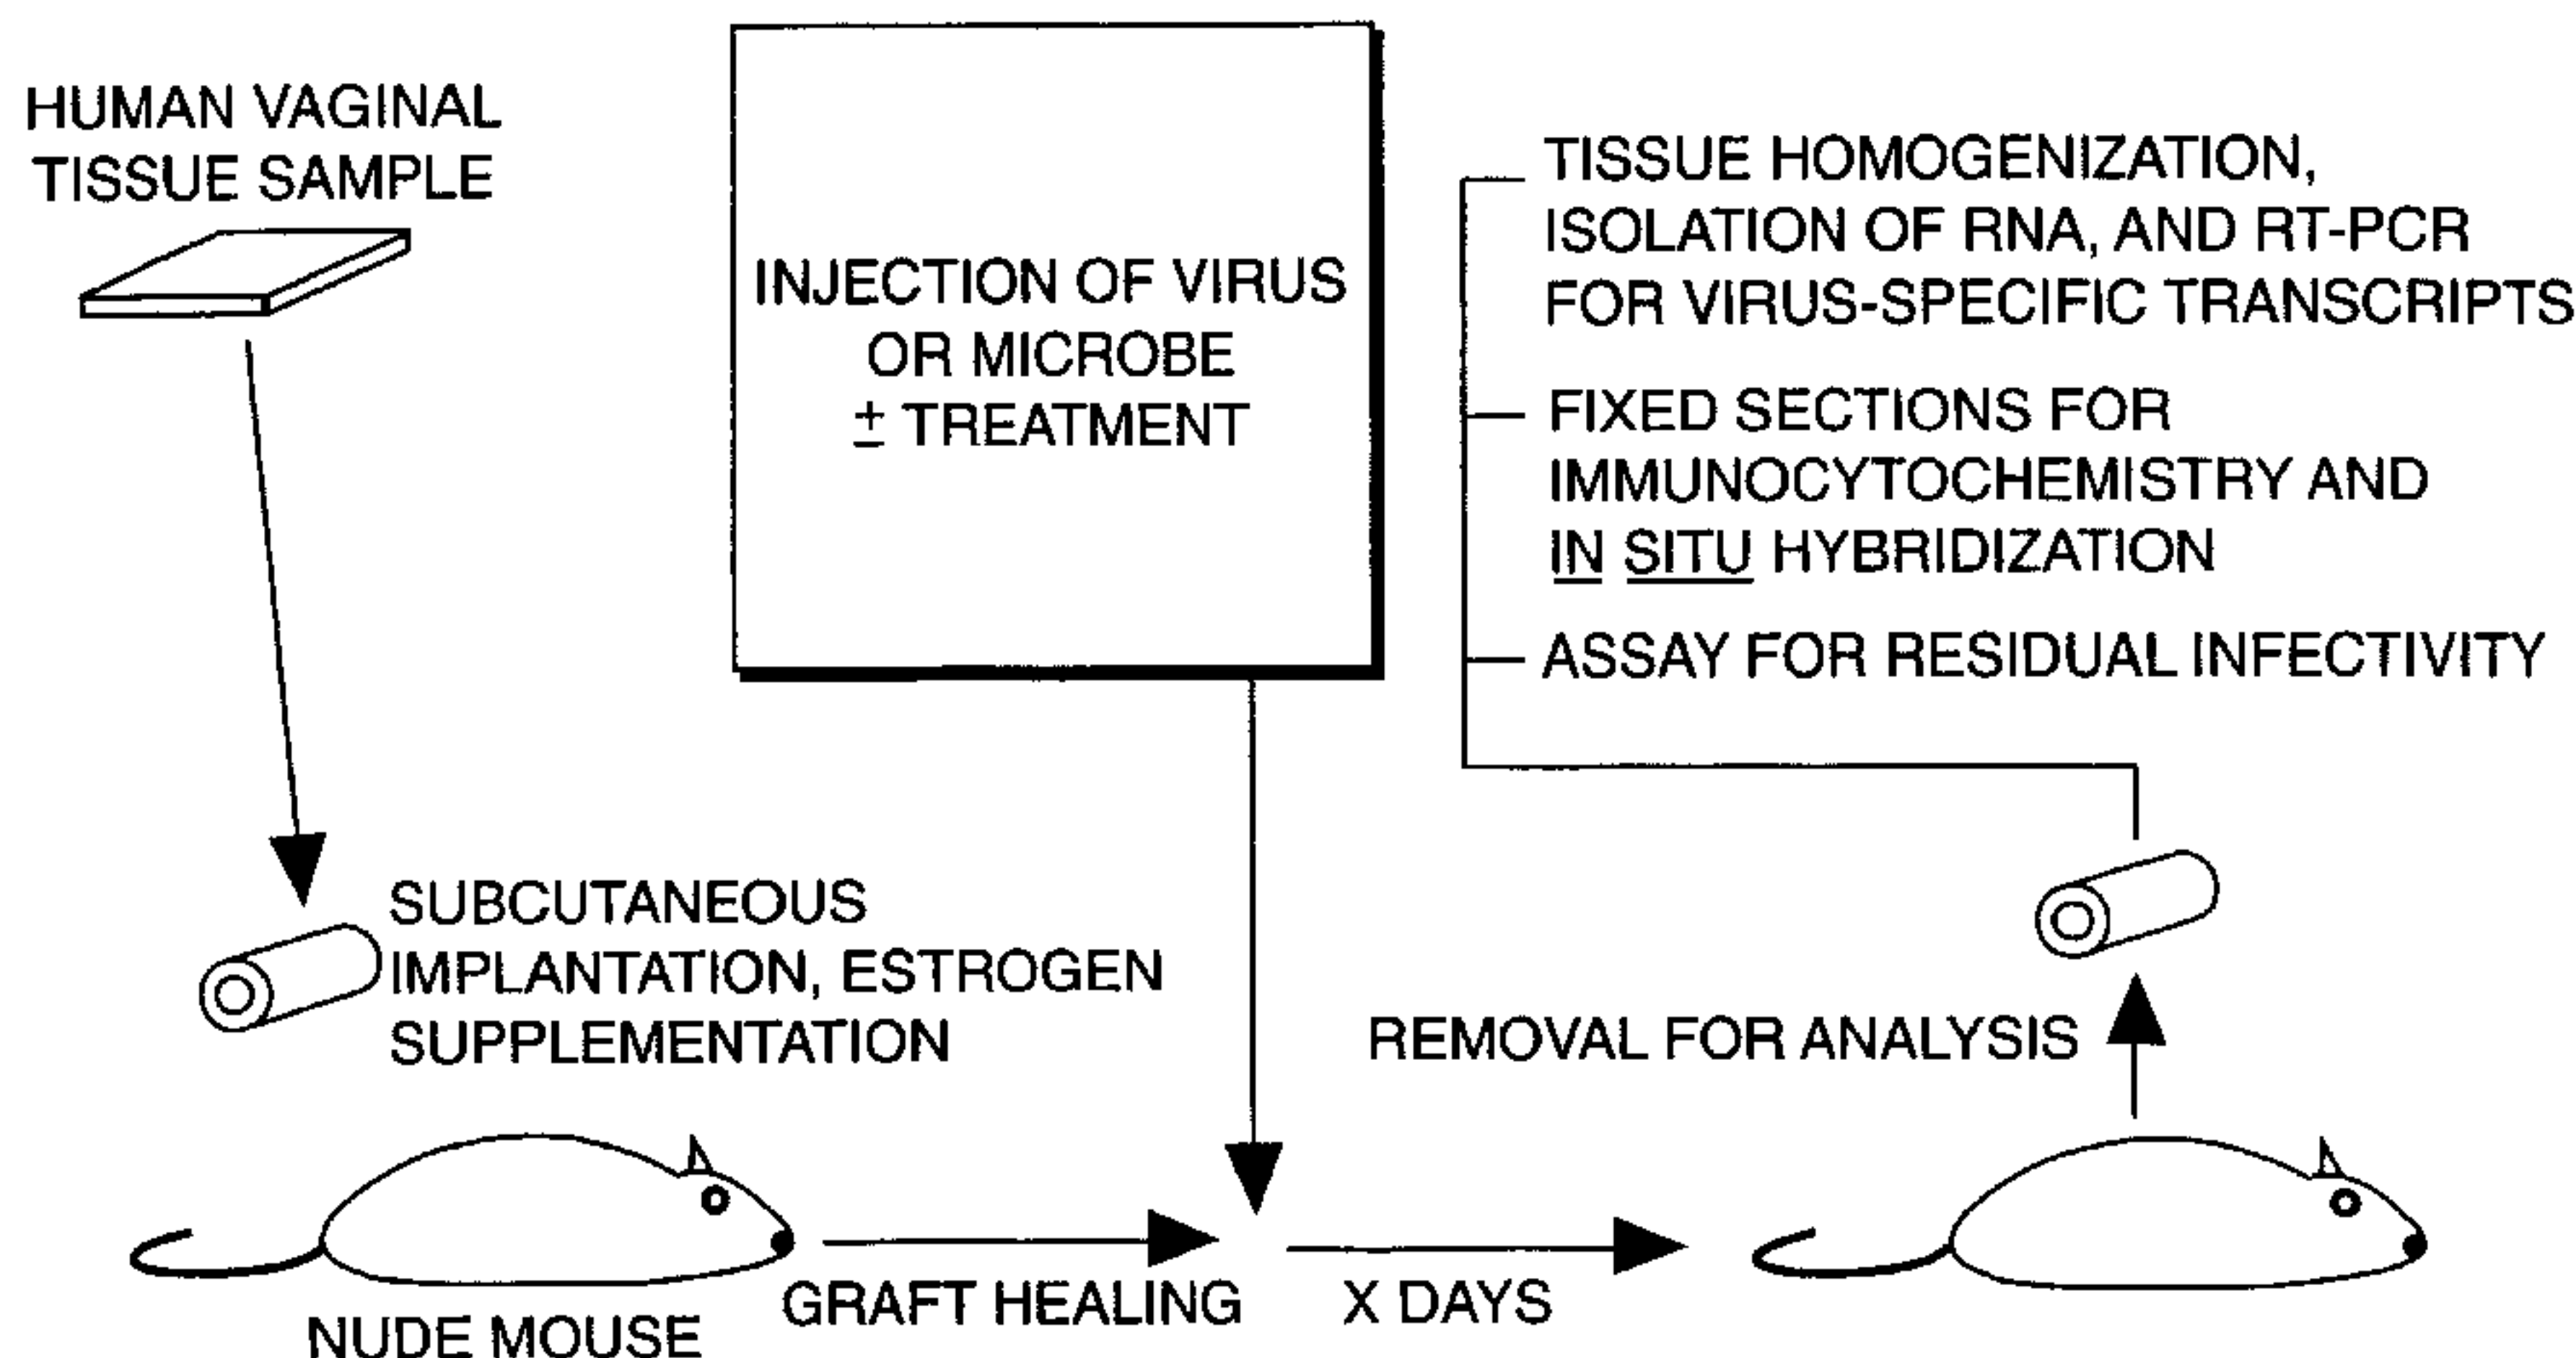 HUMAN VAGINAL
TISSUE SAMPLE
SUBCUTANEOUS
IMPLANTATION, ESTROGEN
SUPPLEMENTATION
NUDE MOUSE
GRAFT HEALING
INJECTION OF VIRUS
OR MICROBE
± TREATMENT
X DAYS
REMOVAL FOR ANALYSIS
TISSUE HOMOGENIZATION,
ISOLATION OF RNA, AND RT-PCR
FOR VIRUS-SPECIFIC TRANSCRIPTS
FIXED SECTIONS FOR
IMMUNOCYTOCHEMISTRY AND
IN SITU HYBRIDIZATION
ASSAY FOR RESIDUAL INFECTIVITY